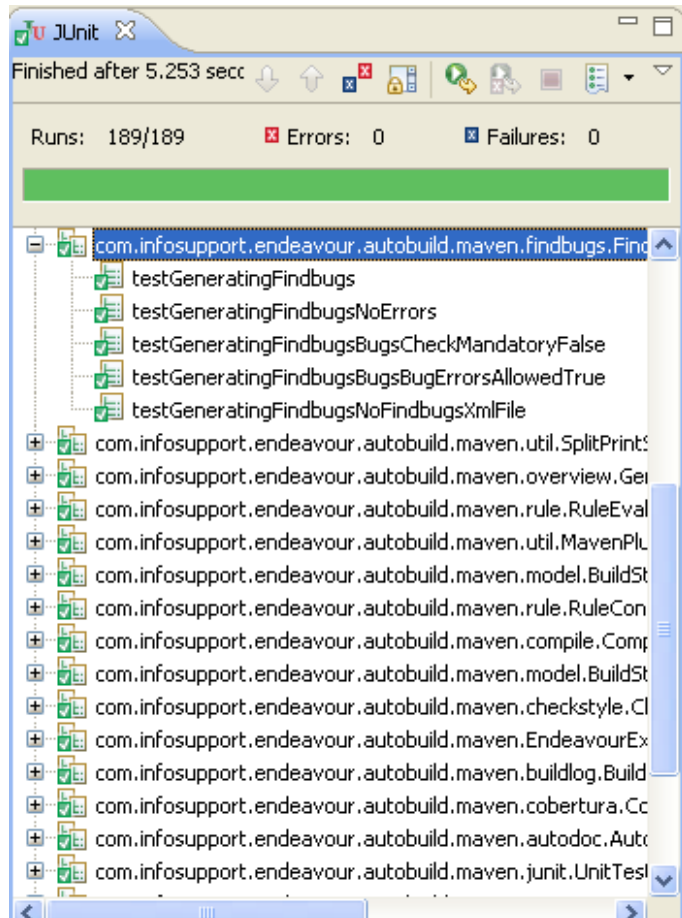 JUnit
Finished after 5.253 secc
Runs: 189/189 Errors: 0 Failures: 0
com.infosupport.endeavour.autobuild.maven.findbugs.Find
testGeneratingFindbugs
testGeneratingFindbugsNoErrors
testGeneratingFindbugsBugsCheckMandatoryFalse
testGeneratingFindbugsBugsBugErrorsAllowedTrue
testGeneratingFindbugsNoFindbugsXmlFile
com.infosupport.endeavour.autobuild.maven.util.SplitPrintS
com.infosupport.endeavour.autobuild.maven.overview.Gen
com.infosupport.endeavour.autobuild.maven.rule.RuleEval
com.infosupport.endeavour.autobuild.maven.util.MavenPlu
com.infosupport.endeavour.autobuild.maven.model.BuildSt
com.infosupport.endeavour.autobuild.maven.rule.RuleCon
com.infosupport.endeavour.autobuild.maven.compile.Comp
com.infosupport.endeavour.autobuild.maven.model.BuildSt
com.infosupport.endeavour.autobuild.maven.checkstyle.Cl
com.infosupport.endeavour.autobuild.maven.EndeavourEx
com.infosupport.endeavour.autobuild.maven.buildlog.Build
com.infosupport.endeavour.autobuild.maven.cobertura.Co
com.infosupport.endeavour.autobuild.maven.autodoc.Auto
com.infosupport.endeavour.autobuild.maven.junit.UnitTest